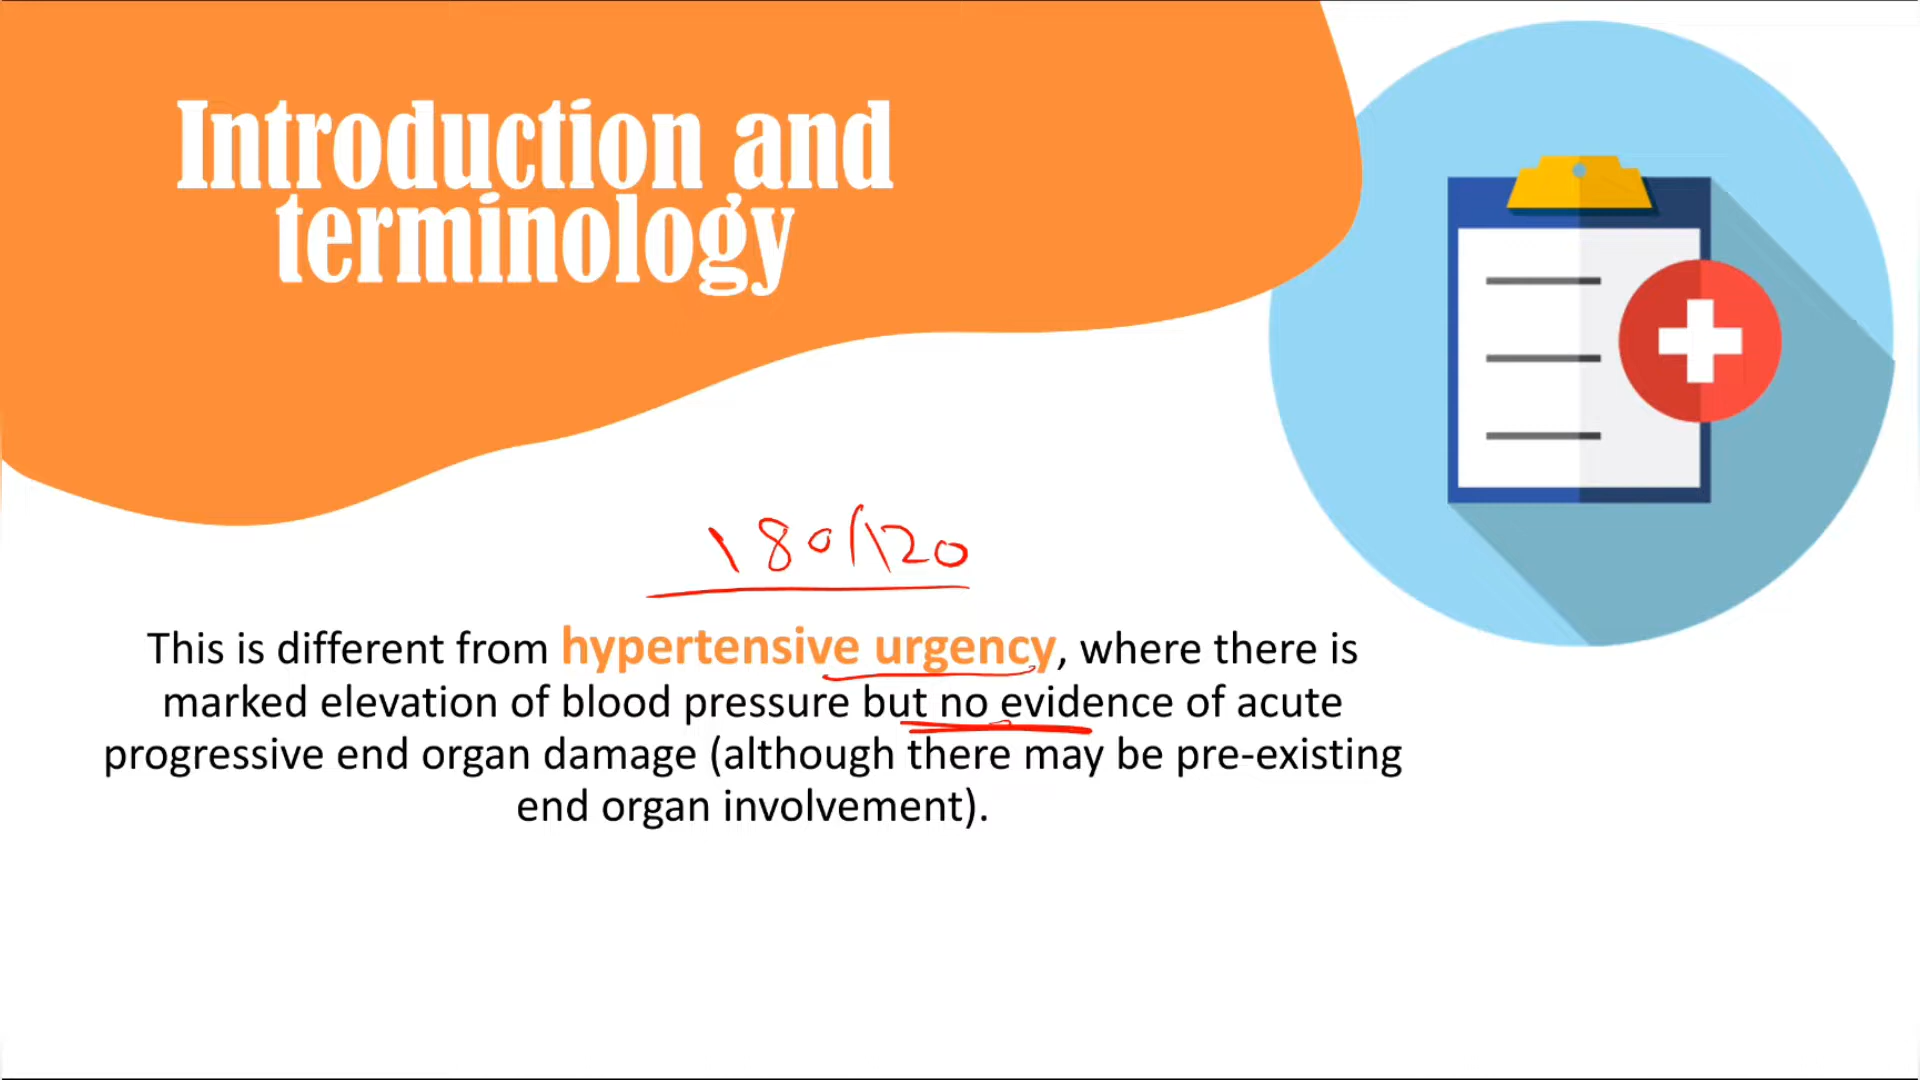 Introduction and
terminology
180/120
This is different from hypertensive urgency, where there is
marked elevation of blood pressure but no evidence of acute
progressive end organ damage (although there may be pre-existing
end organ involvement).